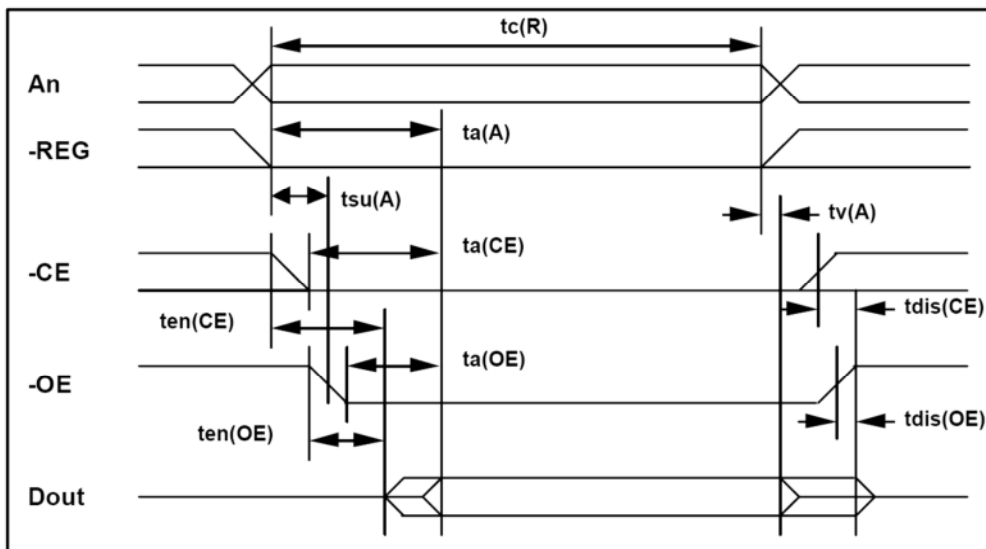 tc(R)
An
ta(A)
-REG
tsu(A)
tv(A)
ta(CE)
-CE
ten(CE)
tdis(CE)
ta(OE)
-OE
tdis(OE)
ten(OE)
Dout